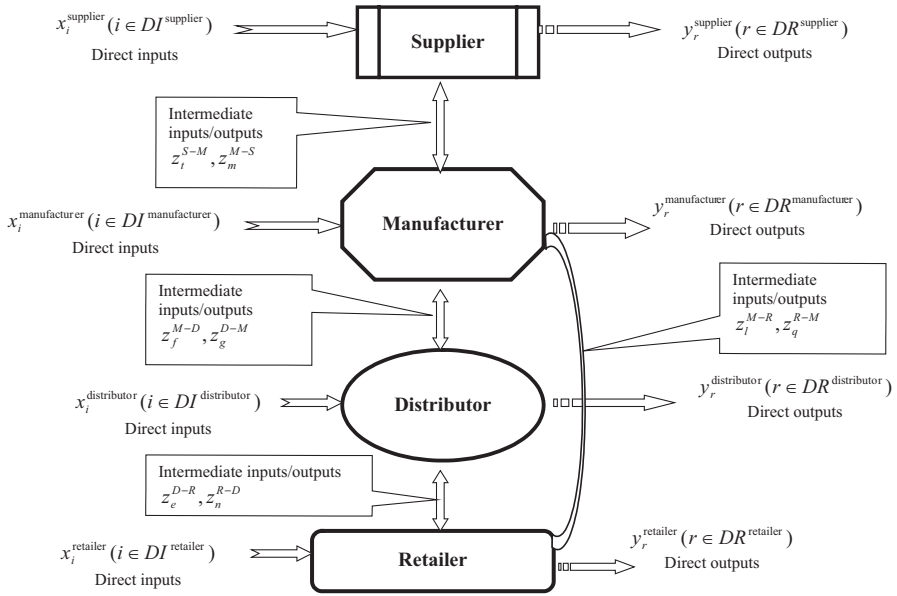 x_i^supplier (i ∈ DI^supplier)
Direct inputs
Supplier
y_r^supplier (r ∈ DR^supplier)
Direct outputs
Intermediate
inputs/outputs
z_t^S−M, z_m^M−S
x_i^manufacturer (i ∈ DI^manufacturer)
Direct inputs
Manufacturer
y_r^manufacturer (r ∈ DR^manufacturer)
Direct outputs
Intermediate
inputs/outputs
z_f^M−D, z_g^D−M
Intermediate
inputs/outputs
z_l^M−R, z_q^R−M
x_i^distributor (i ∈ DI^distributor)
Direct inputs
Distributor
y_r^distributor (r ∈ DR^distributor)
Direct outputs
Intermediate inputs/outputs
z_e^D−R, z_n^R−D
x_i^retailer (i ∈ DI^retailer)
Direct inputs
Retailer
y_r^retailer (r ∈ DR^retailer)
Direct outputs